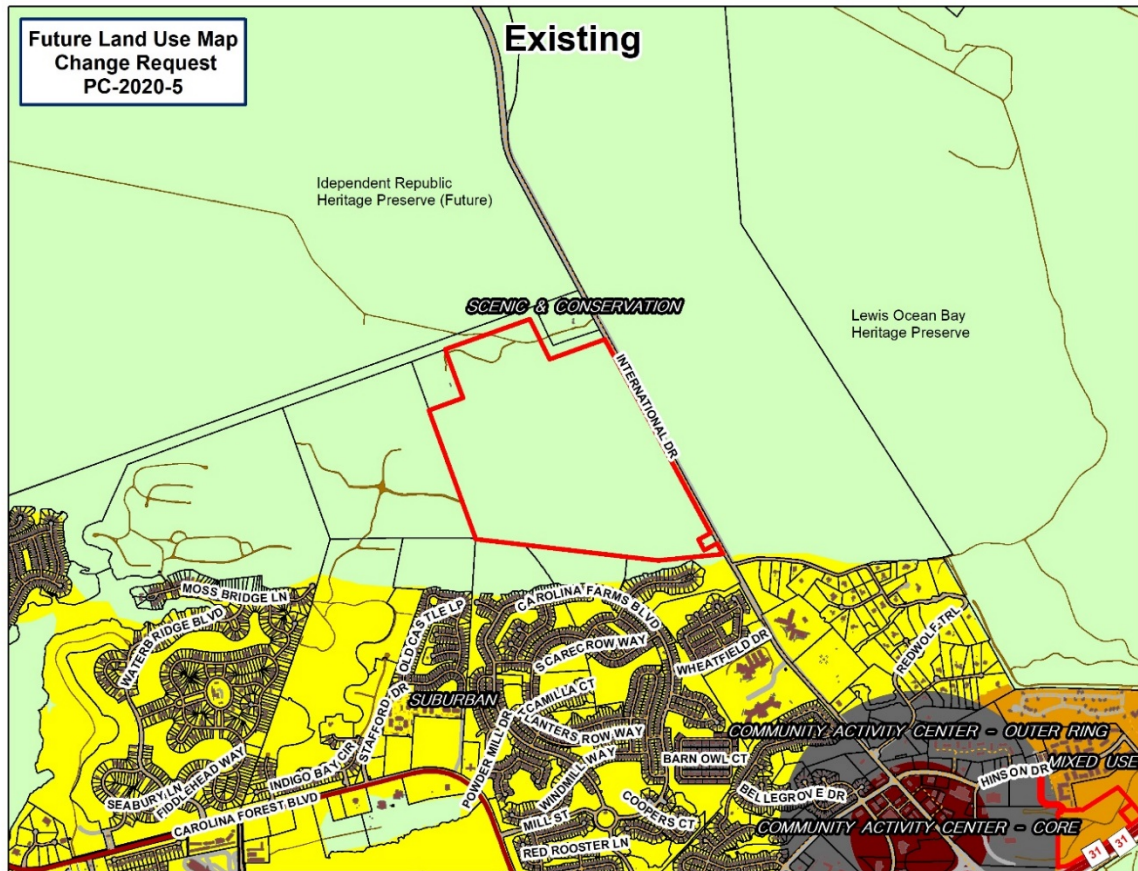 Future Land Use Map
Change Request
PC-2020-5
Existing
Idependent Republic
Heritage Preserve (Future)
SCENIC & CONSERVATION
Lewis Ocean Bay
Heritage Preserve
INTERNATIONAL DR
MOSS BRIDGE LN
WATERBRIDGE BLVD
OLD CASTLE LP
CAROLINA FARMS BLVD
SCARECROW WAY
WHEATFIELD DR
REDWOLF TRL
STAFFORD DR
SUBURBAN
CAMILLA CT
PLANTERS ROW WAY
COMMUNITY ACTIVITY CENTER - OUTER RING
MIXED USE
BARN OWL CT
WINDMILL WAY
POWDER MILL DR
INDIGO BAY CIR
SEABURY LN
FIDDLEHEAD WAY
CAROLINA FOREST BLVD
HINSON DR
BELLEGROVE DR
COOPERS CT
MILL ST
COMMUNITY ACTIVITY CENTER - CORE
RED ROOSTER LN
31
31